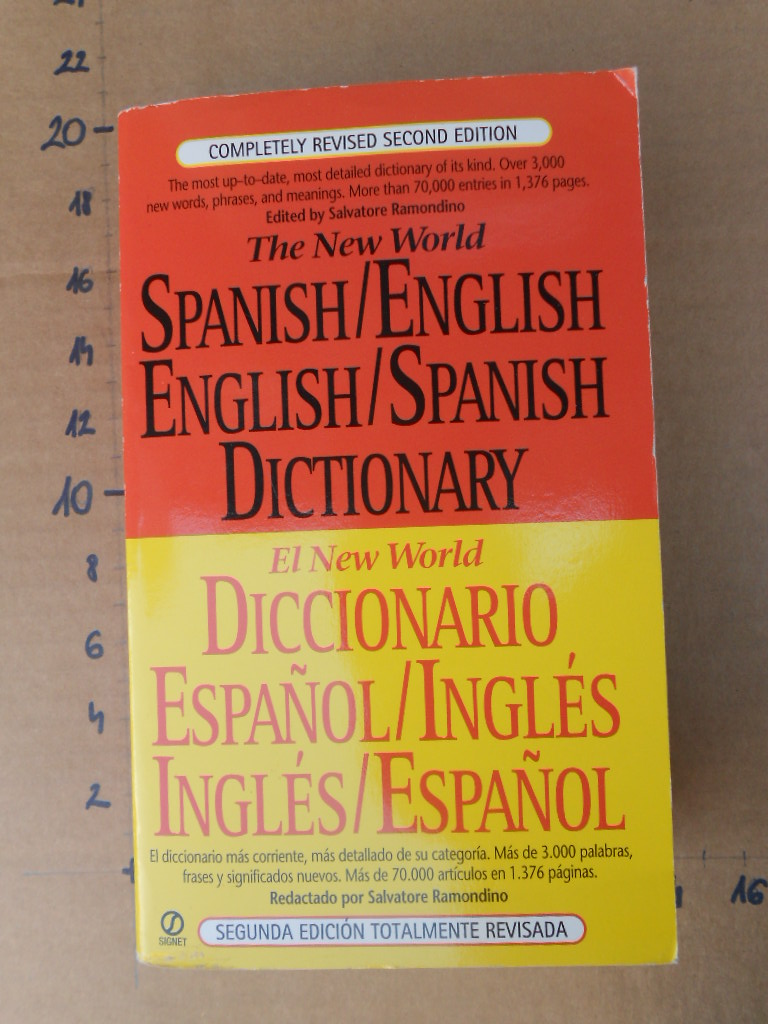 22
20
COMPLETELY REVISED SECOND EDITION
The most up-to-date, most detailed dictionary of its kind. Over 3,000
new words, phrases, and meanings. More than 70,000 entries in 1,376 pages.
Edited by Salvatore Ramondino
18
The New World
16
SPANISH/ENGLISH
14
ENGLISH/SPANISH
12
DICTIONARY
10
El New World
8
DICCIONARIO
6
ESPAÑOL/INGLÉS
4
INGLÉS/ESPAÑOL
2
El diccionario más corriente, más detallado de su categoría. Más de 3.000 palabras,
frases y significados nuevos. Más de 70.000 artículos en 1.376 páginas.
Redactado por Salvatore Ramondino
16
SIGNET
SEGUNDA EDICIÓN TOTALMENTE REVISADA